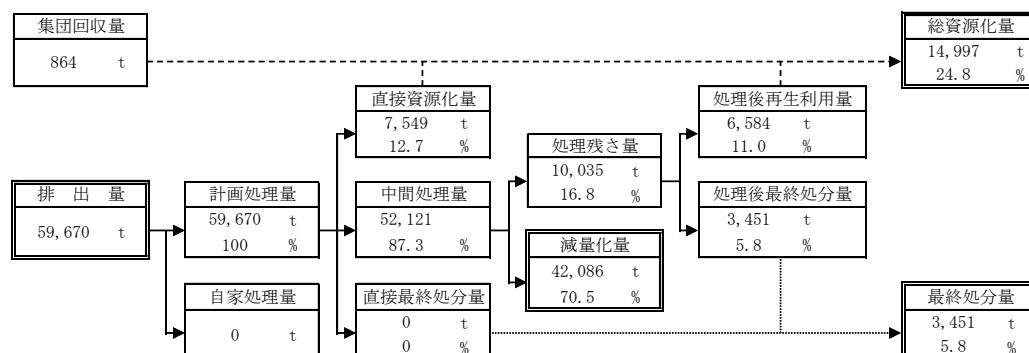 集団回収量
864 t
総資源化量
14,997 t
24.8 %
直接資源化量
7,549 t
12.7 %
処理後再生利用量
6,584 t
11.0 %
処理残さ量
10,035 t
16.8 %
排 出 量
59,670 t
計画処理量
59,670 t
100 %
中間処理量
52,121 t
87.3 %
処理後最終処分量
3,451 t
5.8 %
減量化量
42,086 t
70.5 %
自家処理量
0 t
直接最終処分量
0 t
0 %
最終処分量
3,451 t
5.8 %